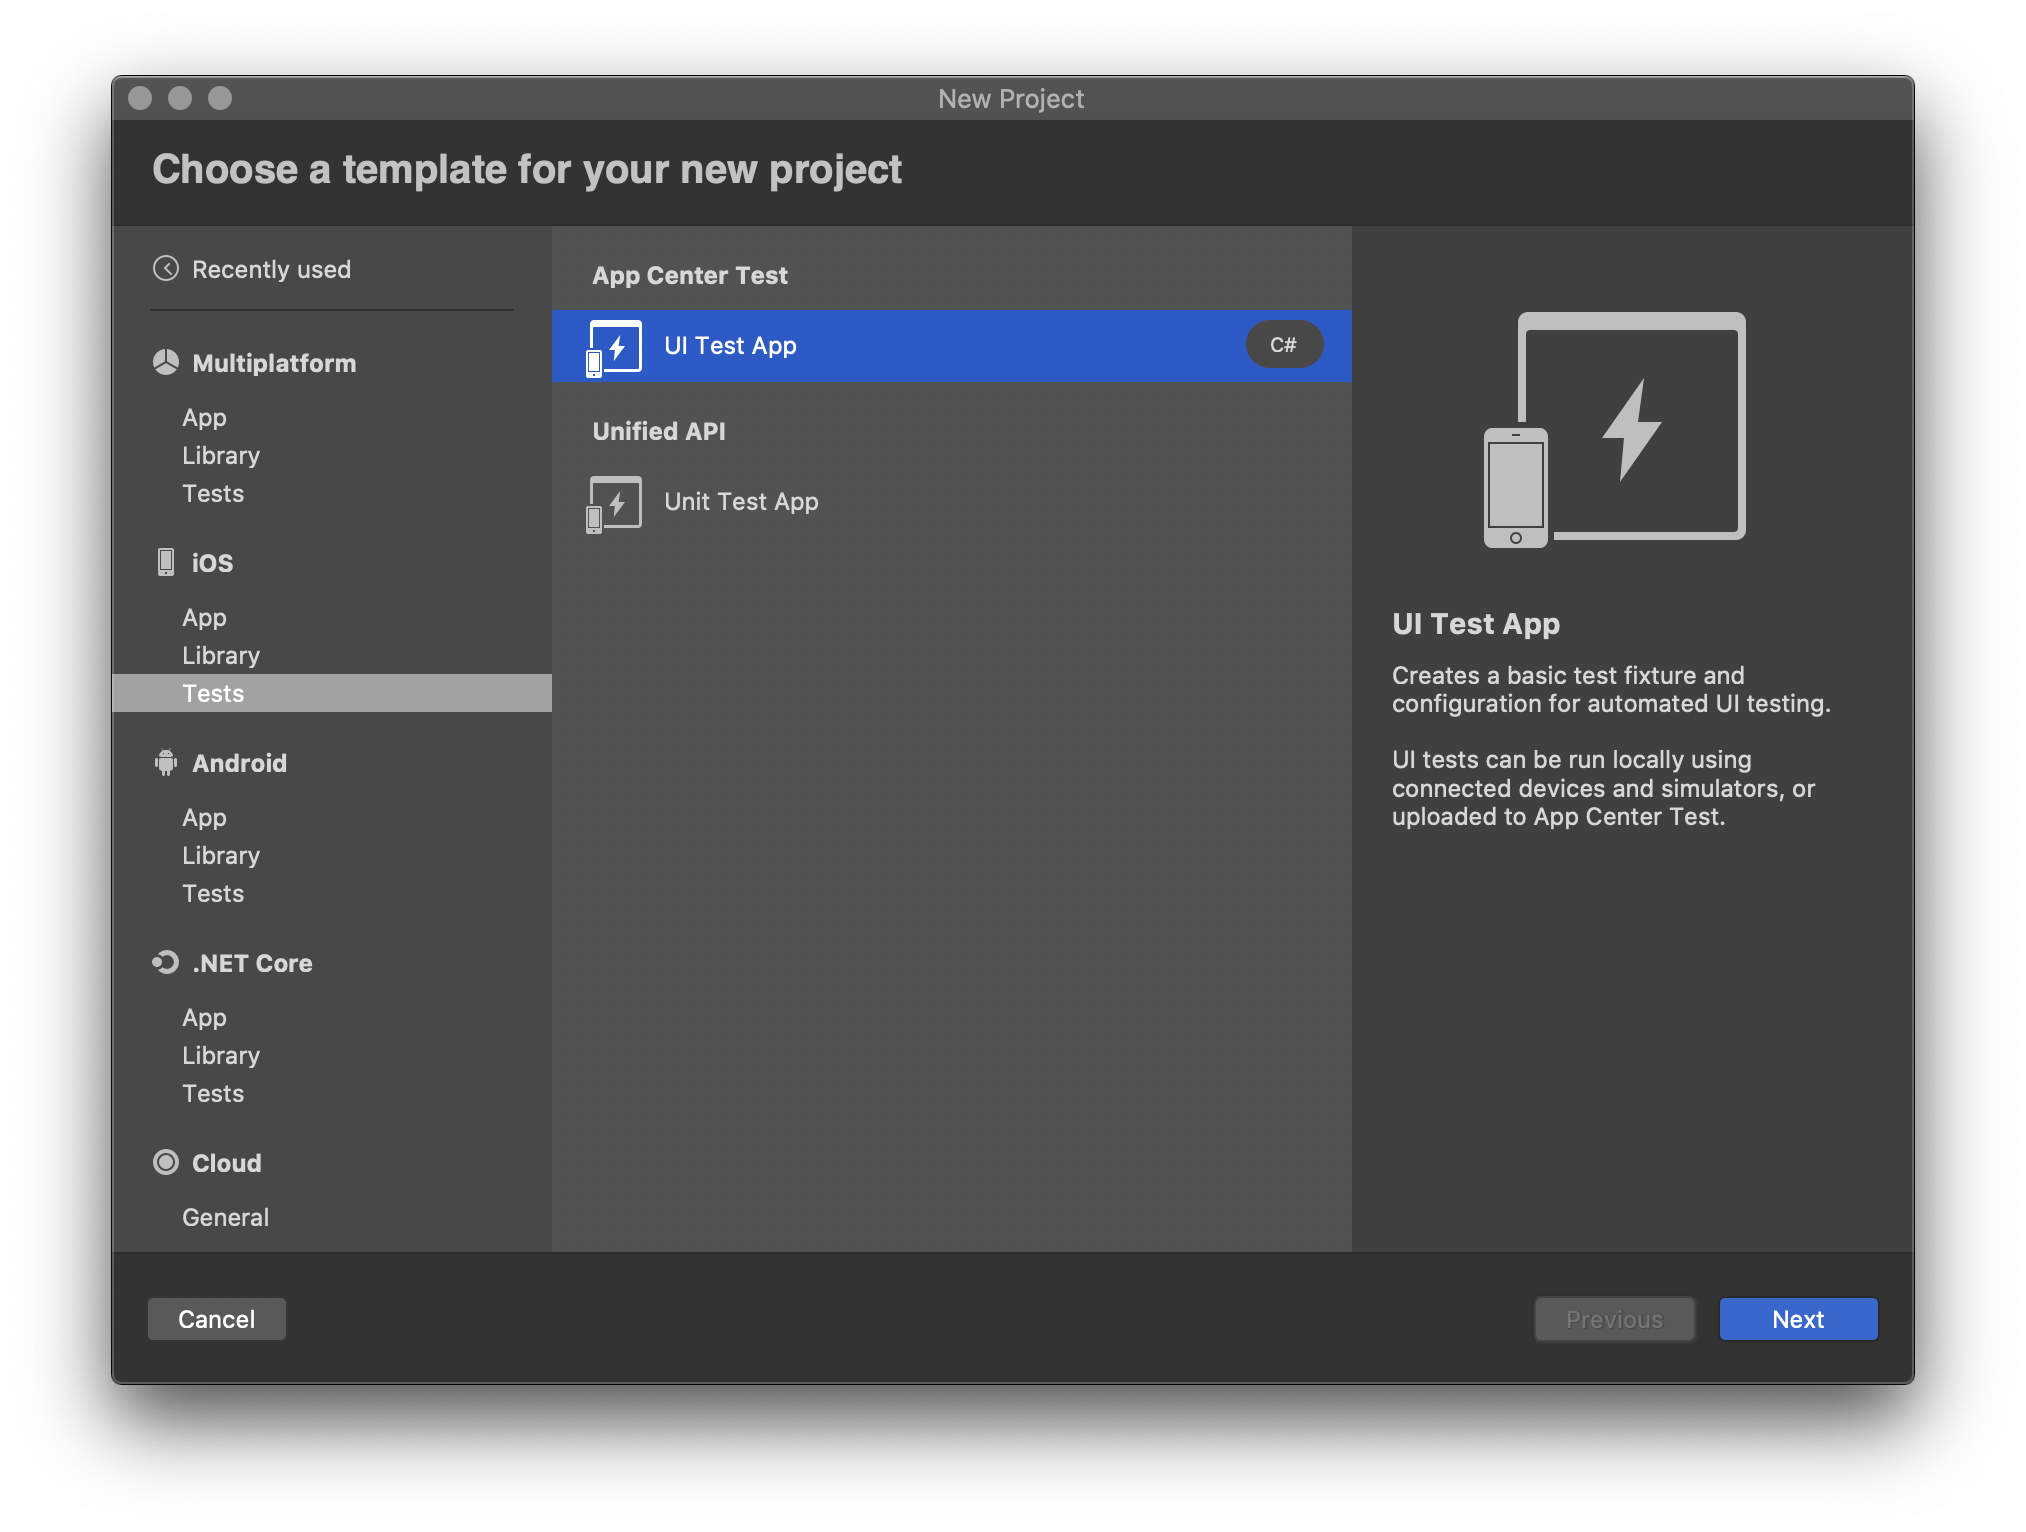 New Project
Choose a template for your new project
Recently used
Multiplatform
App
Library
Tests
iOS
App
Library
Tests
Android
App
Library
Tests
.NET Core
App
Library
Tests
Cloud
General
App Center Test
UI Test App
C#
Unified API
Unit Test App
UI Test App
Creates a basic test fixture and
configuration for automated UI testing.
UI tests can be run locally using
connected devices and simulators, or
uploaded to App Center Test.
Cancel
Previous
Next